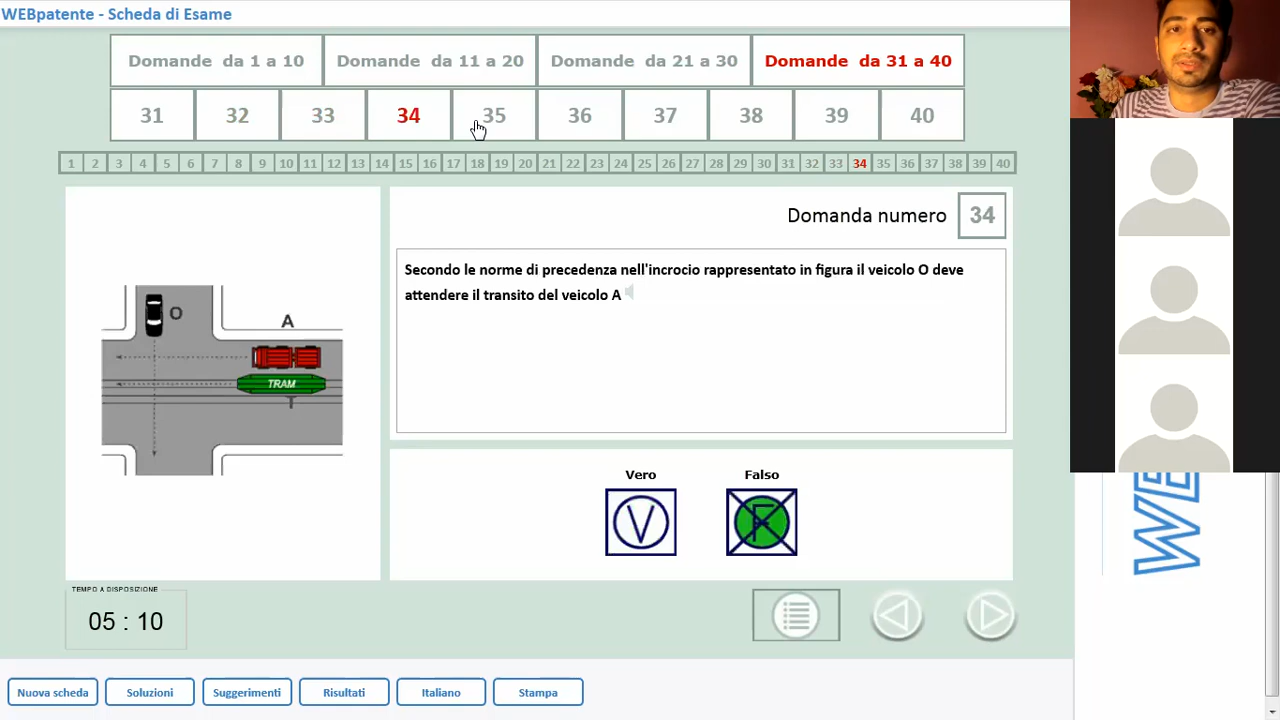 WEBpatente - Scheda di Esame
Domande da 1 a 10
Domande da 11 a 20
Domande da 21 a 30
Domande da 31 a 40
31 32 33 34 35 36 37 38 39 40
1 2 3 4 5 6 7 8 9 10 11 12 13 14 15 16 17 18 19 20 21 22 23 24 25 26 27 28 29 30 31 32 33 34 35 36 37 38 39 40
Domanda numero 34
Secondo le norme di precedenza nell'incrocio rappresentato in figura il veicolo O deve
attendere il transito del veicolo A
O
A
TRAM
T
Vero
Falso
V
F
TEMPO A DISPOSIZIONE
05 : 10
Nuova scheda
Soluzioni
Suggerimenti
Risultati
Italiano
Stampa
WE